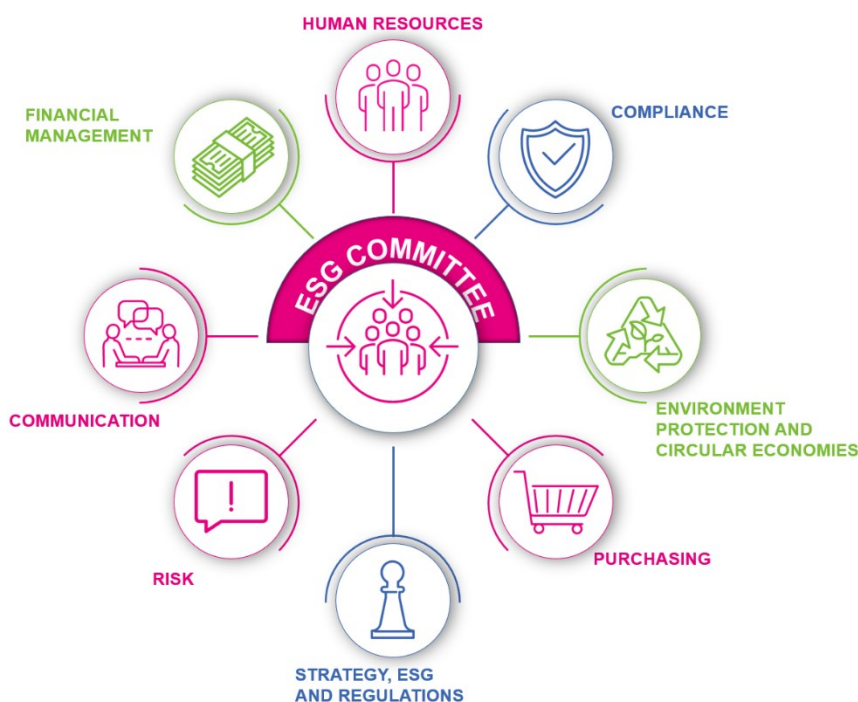 HUMAN RESOURCES
FINANCIAL
MANAGEMENT
COMPLIANCE
ESG COMMITTEE
COMMUNICATION
ENVIRONMENT
PROTECTION AND
CIRCULAR ECONOMIES
RISK
!
PURCHASING
STRATEGY, ESG
AND REGULATIONS